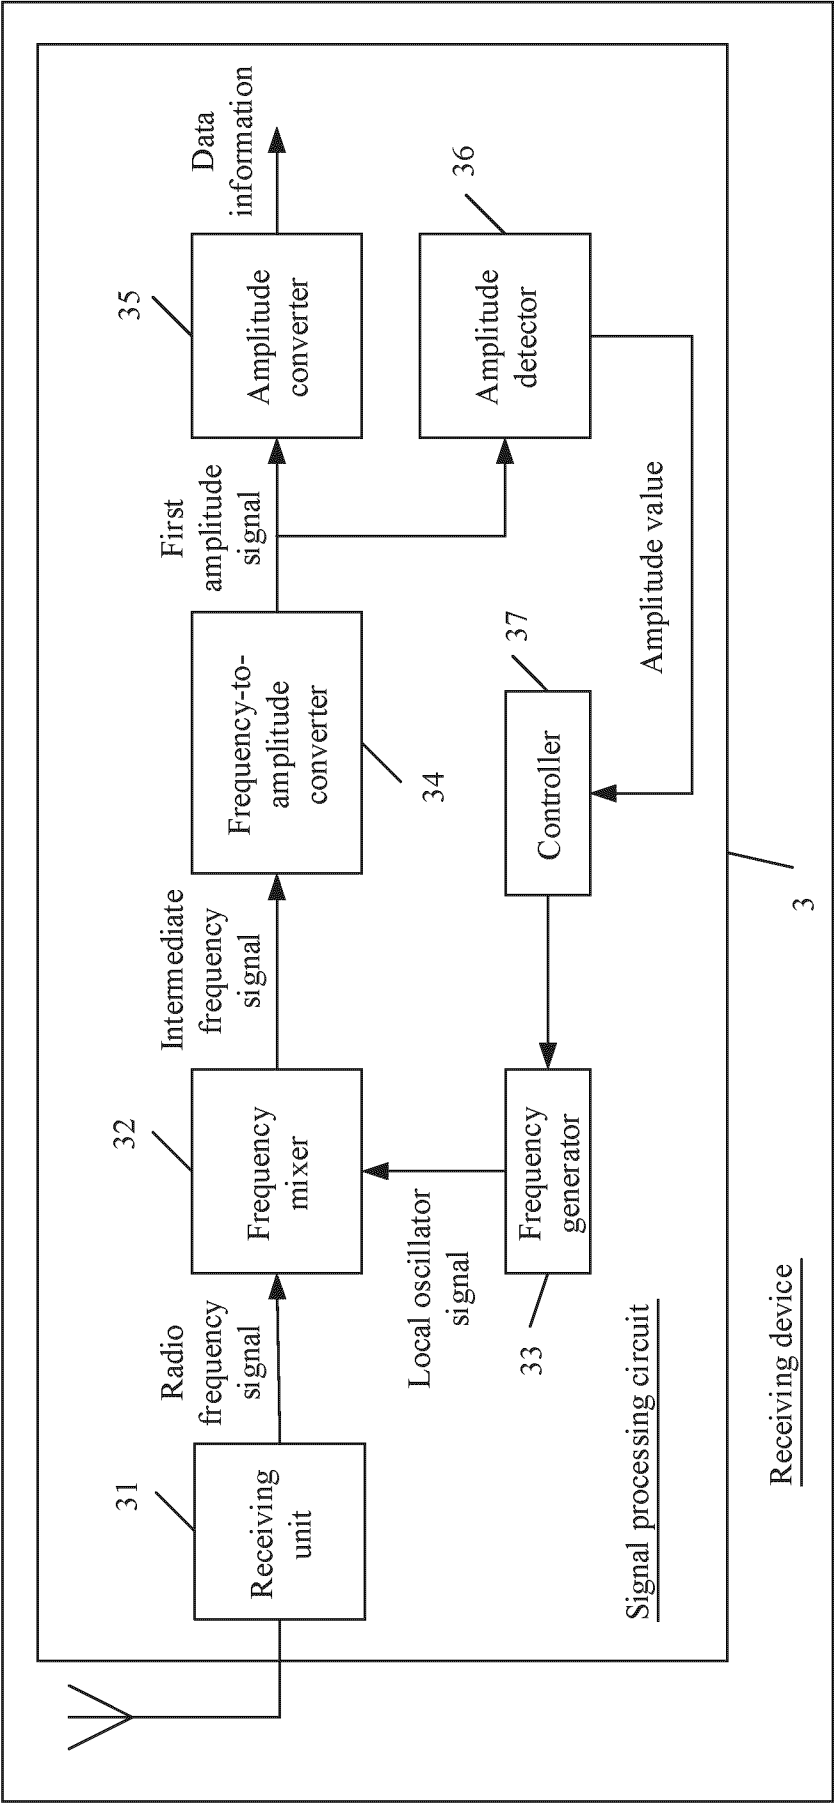 31
Receiving
unit
Radio
frequency
signal
32
Frequency
mixer
Intermediate
frequency
signal
Frequency-to-
amplitude
converter
34
First
amplitude
signal
35
Amplitude
converter
Data
information
36
Amplitude
detector
Amplitude value
37
Controller
Frequency
generator
33
Local oscillator
signal
Signal processing circuit
3
Receiving device